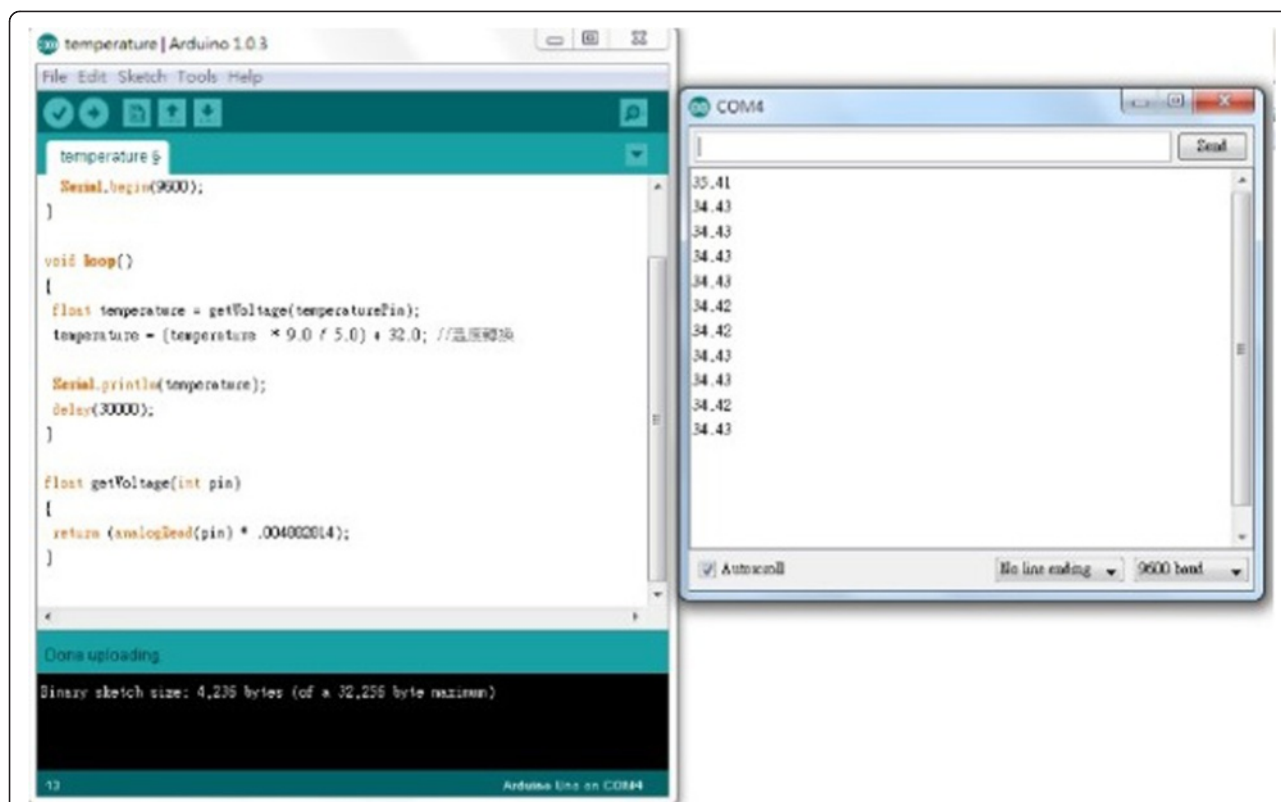 temperature | Arduino 1.0.3
File Edit Sketch Tools Help
temperature §
Serial.begin(9600);
}
void loop()
{
float temperature = getVoltage(temperaturePin);
temperature = (temperature * 9.0 / 5.0) + 32.0; //溫度轉換
Serial.println(temperature);
delay(30000);
}
float getVoltage(int pin)
{
return (analogRead(pin) * .004882814);
}
Done uploading.
Binary sketch size: 4,236 bytes (of a 32,256 byte maximum)
13
Arduino Uno on COM4
COM4
Send
35.41
34.43
34.43
34.43
34.43
34.42
34.42
34.43
34.43
34.42
34.43
Autoscroll
No line ending
9600 baud